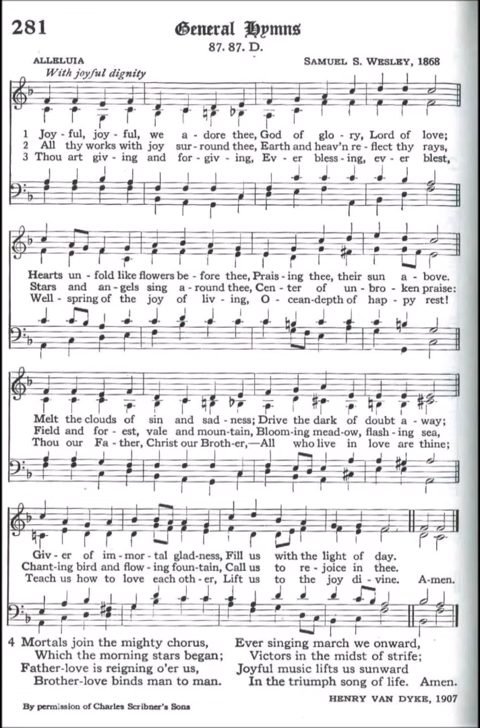 281 General Hymns
87. 87. D.
ALLELUIA SAMUEL S. WESLEY, 1868
With joyful dignity
1 Joy - ful, joy - ful, we a - dore thee, God of glo - ry, Lord of love;
2 All thy works with joy sur - round thee, Earth and heav'n re - flect thy rays,
3 Thou art giv - ing and for - giv - ing, Ev - er bless - ing, ev - er blest,
Hearts un - fold like flowers be - fore thee, Prais - ing thee, their sun a - bove.
Stars and an - gels sing a - round thee, Cen - ter of un - bro - ken praise:
Well - spring of the joy of liv - ing, O - cean-depth of hap - py rest!
Melt the clouds of sin and sad - ness; Drive the dark of doubt a - way;
Field and for - est, vale and moun-tain, Bloom-ing mead-ow, flash - ing sea,
Thou our Fa - ther, Christ our Broth-er,—All who live in love are thine;
Giv - er of im - mor - tal glad-ness, Fill us with the light of day.
Chant-ing bird and flow-ing foun-tain, Call us to re - joice in thee.
Teach us how to love each oth - er, Lift us to the joy di - vine. A-men.
4 Mortals join the mighty chorus,
Which the morning stars began;
Father-love is reigning o'er us,
Brother-love binds man to man.
Ever singing march we onward,
Victors in the midst of strife;
Joyful music lifts us sunward
In the triumph song of life. Amen.
HENRY VAN DYKE, 1907
By permission of Charles Scribner's Sons